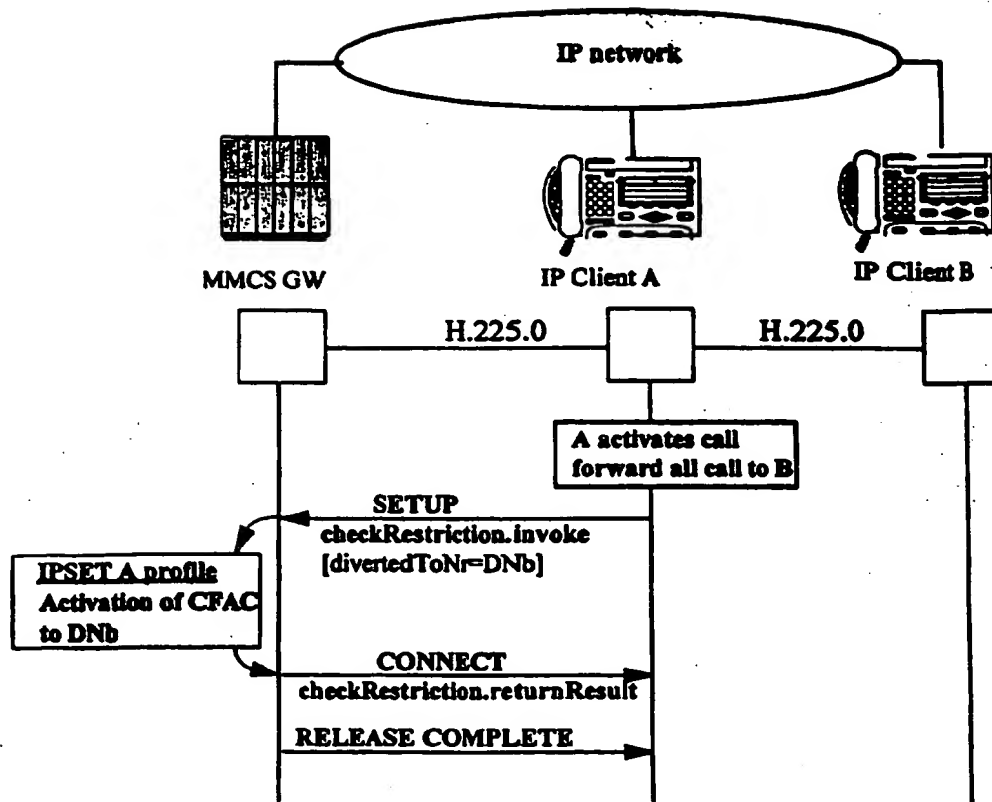 IP network
MMCS GW
IP Client A
IP Client B
H.225.0
H.225.0
A activates call
forward all call to B
SETUP
checkRestriction.invoke
[divertedToNr=DNb]
IPSET A profile
Activation of CFAC
to DNb
CONNECT
checkRestriction.returnResult
RELEASE COMPLETE